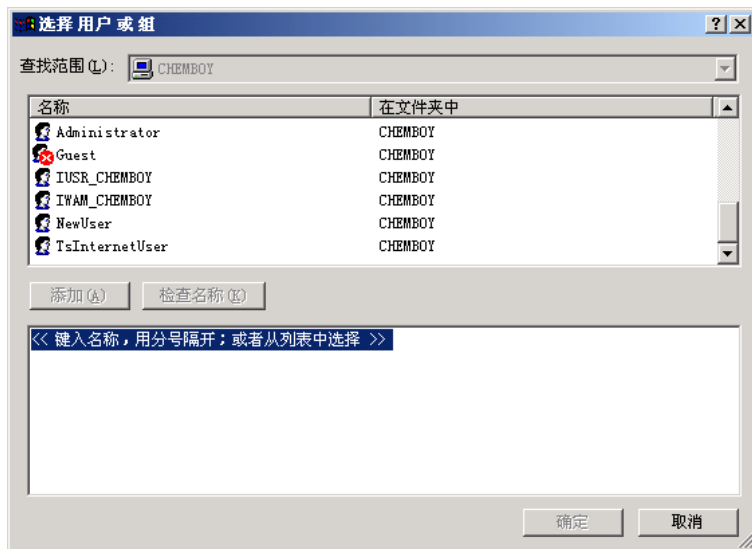 选择 用户 或 组
查找范围(L): CHEMBOY
名称 在文件夹中
Administrator CHEMBOY
Guest CHEMBOY
IUSR_CHEMBOY CHEMBOY
IWAM_CHEMBOY CHEMBOY
NewUser CHEMBOY
TsInternetUser CHEMBOY
添加(A) 检查名称(K)
<< 键入名称，用分号隔开；或者从列表中选择 >>
确定 取消